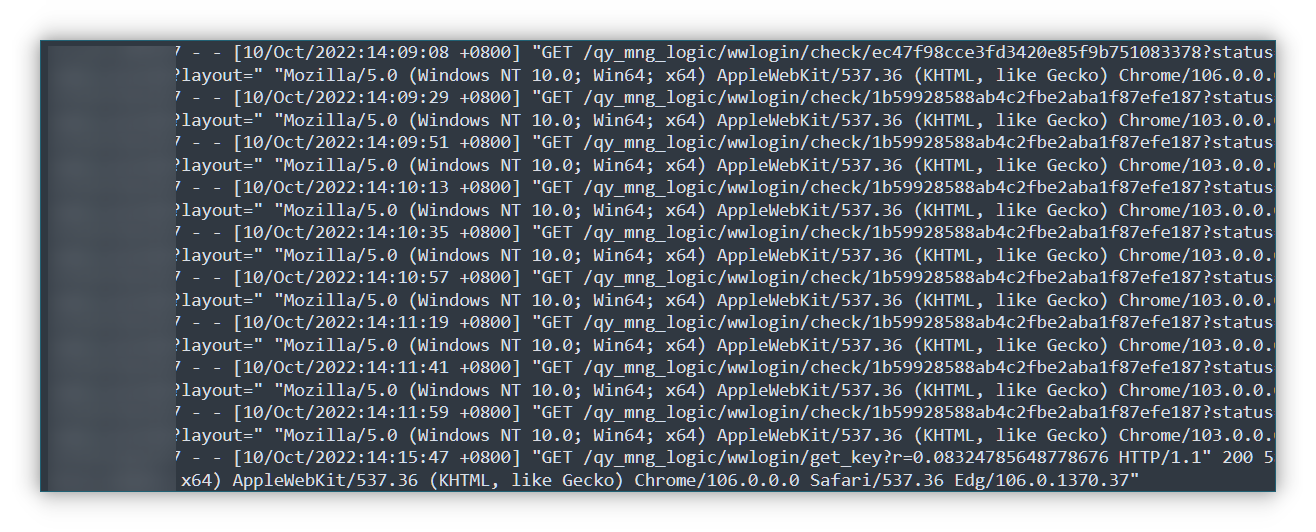 7 - - [10/Oct/2022:14:09:08 +0800] "GET /qy_mng_logic/wwlogin/check/ec47f98cce3fd3420e85f9b751083378?status
?layout=" "Mozilla/5.0 (Windows NT 10.0; Win64; x64) AppleWebKit/537.36 (KHTML, like Gecko) Chrome/106.0.0.
7 - - [10/Oct/2022:14:09:29 +0800] "GET /qy_mng_logic/wwlogin/check/1b59928588ab4c2fbe2aba1f87efe187?status
?layout=" "Mozilla/5.0 (Windows NT 10.0; Win64; x64) AppleWebKit/537.36 (KHTML, like Gecko) Chrome/106.0.0.
7 - - [10/Oct/2022:14:09:51 +0800] "GET /qy_mng_logic/wwlogin/check/1b59928588ab4c2fbe2aba1f87efe187?status
?layout=" "Mozilla/5.0 (Windows NT 10.0; Win64; x64) AppleWebKit/537.36 (KHTML, like Gecko) Chrome/103.0.0.
7 - - [10/Oct/2022:14:10:13 +0800] "GET /qy_mng_logic/wwlogin/check/1b59928588ab4c2fbe2aba1f87efe187?status
?layout=" "Mozilla/5.0 (Windows NT 10.0; Win64; x64) AppleWebKit/537.36 (KHTML, like Gecko) Chrome/103.0.0.
7 - - [10/Oct/2022:14:10:35 +0800] "GET /qy_mng_logic/wwlogin/check/1b59928588ab4c2fbe2aba1f87efe187?status
?layout=" "Mozilla/5.0 (Windows NT 10.0; Win64; x64) AppleWebKit/537.36 (KHTML, like Gecko) Chrome/103.0.0.
7 - - [10/Oct/2022:14:10:57 +0800] "GET /qy_mng_logic/wwlogin/check/1b59928588ab4c2fbe2aba1f87efe187?status
?layout=" "Mozilla/5.0 (Windows NT 10.0; Win64; x64) AppleWebKit/537.36 (KHTML, like Gecko) Chrome/103.0.0.
7 - - [10/Oct/2022:14:11:19 +0800] "GET /qy_mng_logic/wwlogin/check/1b59928588ab4c2fbe2aba1f87efe187?status
?layout=" "Mozilla/5.0 (Windows NT 10.0; Win64; x64) AppleWebKit/537.36 (KHTML, like Gecko) Chrome/103.0.0.
7 - - [10/Oct/2022:14:11:41 +0800] "GET /qy_mng_logic/wwlogin/check/1b59928588ab4c2fbe2aba1f87efe187?status
?layout=" "Mozilla/5.0 (Windows NT 10.0; Win64; x64) AppleWebKit/537.36 (KHTML, like Gecko) Chrome/103.0.0.
7 - - [10/Oct/2022:14:11:59 +0800] "GET /qy_mng_logic/wwlogin/check/1b59928588ab4c2fbe2aba1f87efe187?status
?layout=" "Mozilla/5.0 (Windows NT 10.0; Win64; x64) AppleWebKit/537.36 (KHTML, like Gecko) Chrome/103.0.0.
7 - - [10/Oct/2022:14:15:47 +0800] "GET /qy_mng_logic/wwlogin/get_key?r=0.08324785648778676 HTTP/1.1" 200 5
x64) AppleWebKit/537.36 (KHTML, like Gecko) Chrome/106.0.0.0 Safari/537.36 Edg/106.0.1370.37"